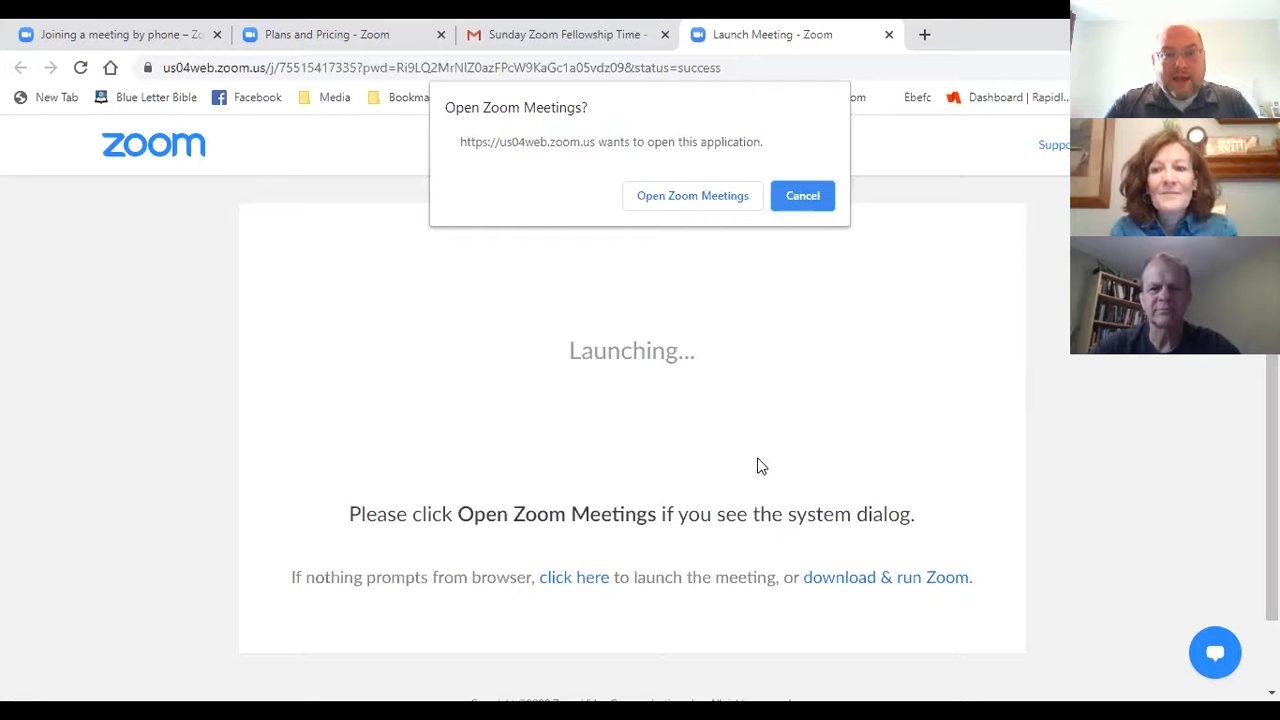 Joining a meeting by phone – Zo
Plans and Pricing - Zoom
Sunday Zoom Fellowship Time -
Launch Meeting - Zoom
us04web.zoom.us/j/75515417335?pwd=Ri9LQ2MrNlZ0azFPcW9KaGc1a05vdz09&status=success
New Tab
Blue Letter Bible
Facebook
Media
Bookma
om
Ebefc
Dashboard | Rapidl
Open Zoom Meetings?
https://us04web.zoom.us wants to open this application.
Open Zoom Meetings
Cancel
zoom
Suppo
Launching...
Please click Open Zoom Meetings if you see the system dialog.
If nothing prompts from browser, click here to launch the meeting, or download & run Zoom.